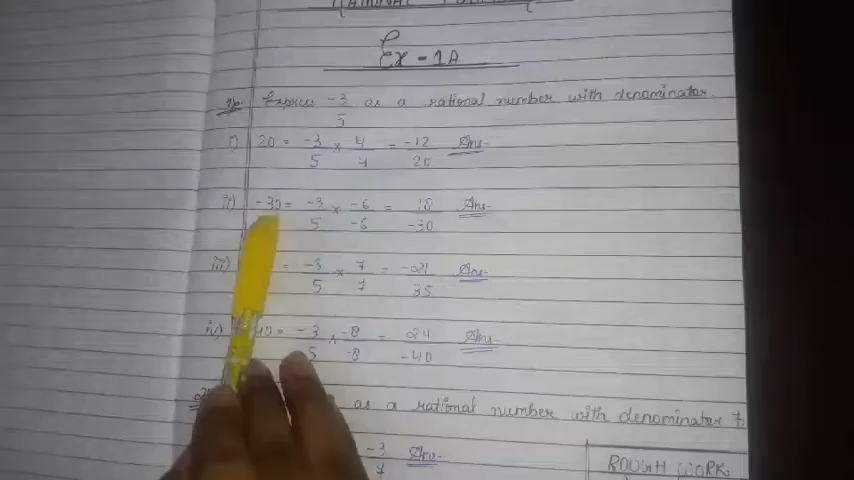 Ex - 1A
1. Express -3/5 as a rational number with denominator.
i) 20 = -3/5 × 4/4 = -12/20 Ans-
ii) -30 = -3/5 × -6/-6 = 18/-30 Ans-
iii) = -3/5 × 7/7 = -21/35 Ans-
iv) 40 = -3/5 × -8/-8 = 24/-40 Ans-
as a rational number with denominator 7.
-3/7 Ans-
ROUGH WORK